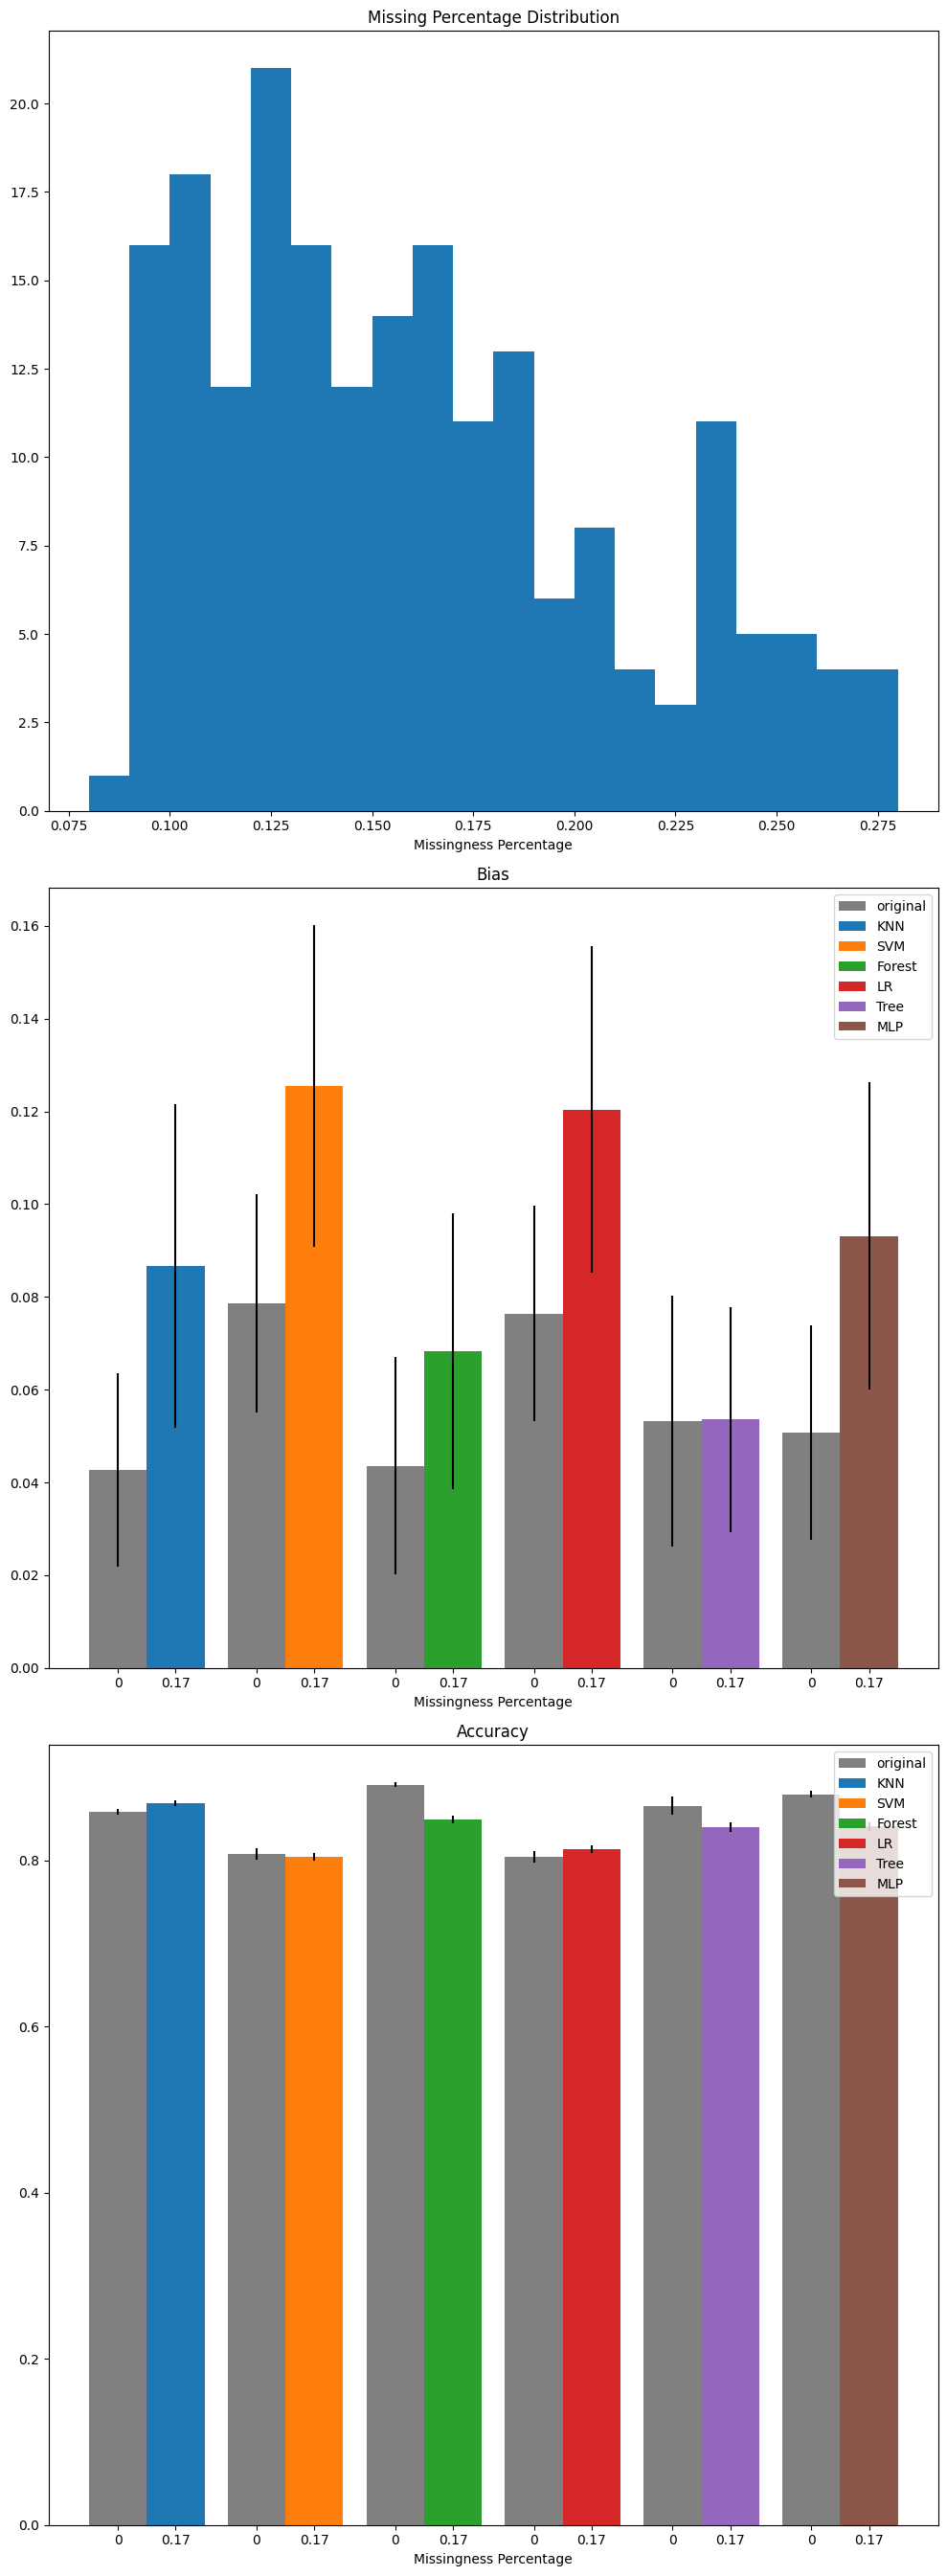 Missing Percentage Distribution
20.0
17.5
15.0
12.5
10.0
7.5
5.0
2.5
0.0
0.075 0.100 0.125 0.150 0.175 0.200 0.225 0.250 0.275
Missingness Percentage
Bias
original
KNN
SVM
Forest
LR
Tree
MLP
0.16
0.14
0.12
0.10
0.08
0.06
0.04
0.02
0.00
0 0.17 0 0.17 0 0.17 0 0.17 0 0.17 0 0.17
Missingness Percentage
Accuracy
original
KNN
SVM
Forest
LR
Tree
MLP
0.8
0.6
0.4
0.2
0.0
0 0.17 0 0.17 0 0.17 0 0.17 0 0.17 0 0.17
Missingness Percentage